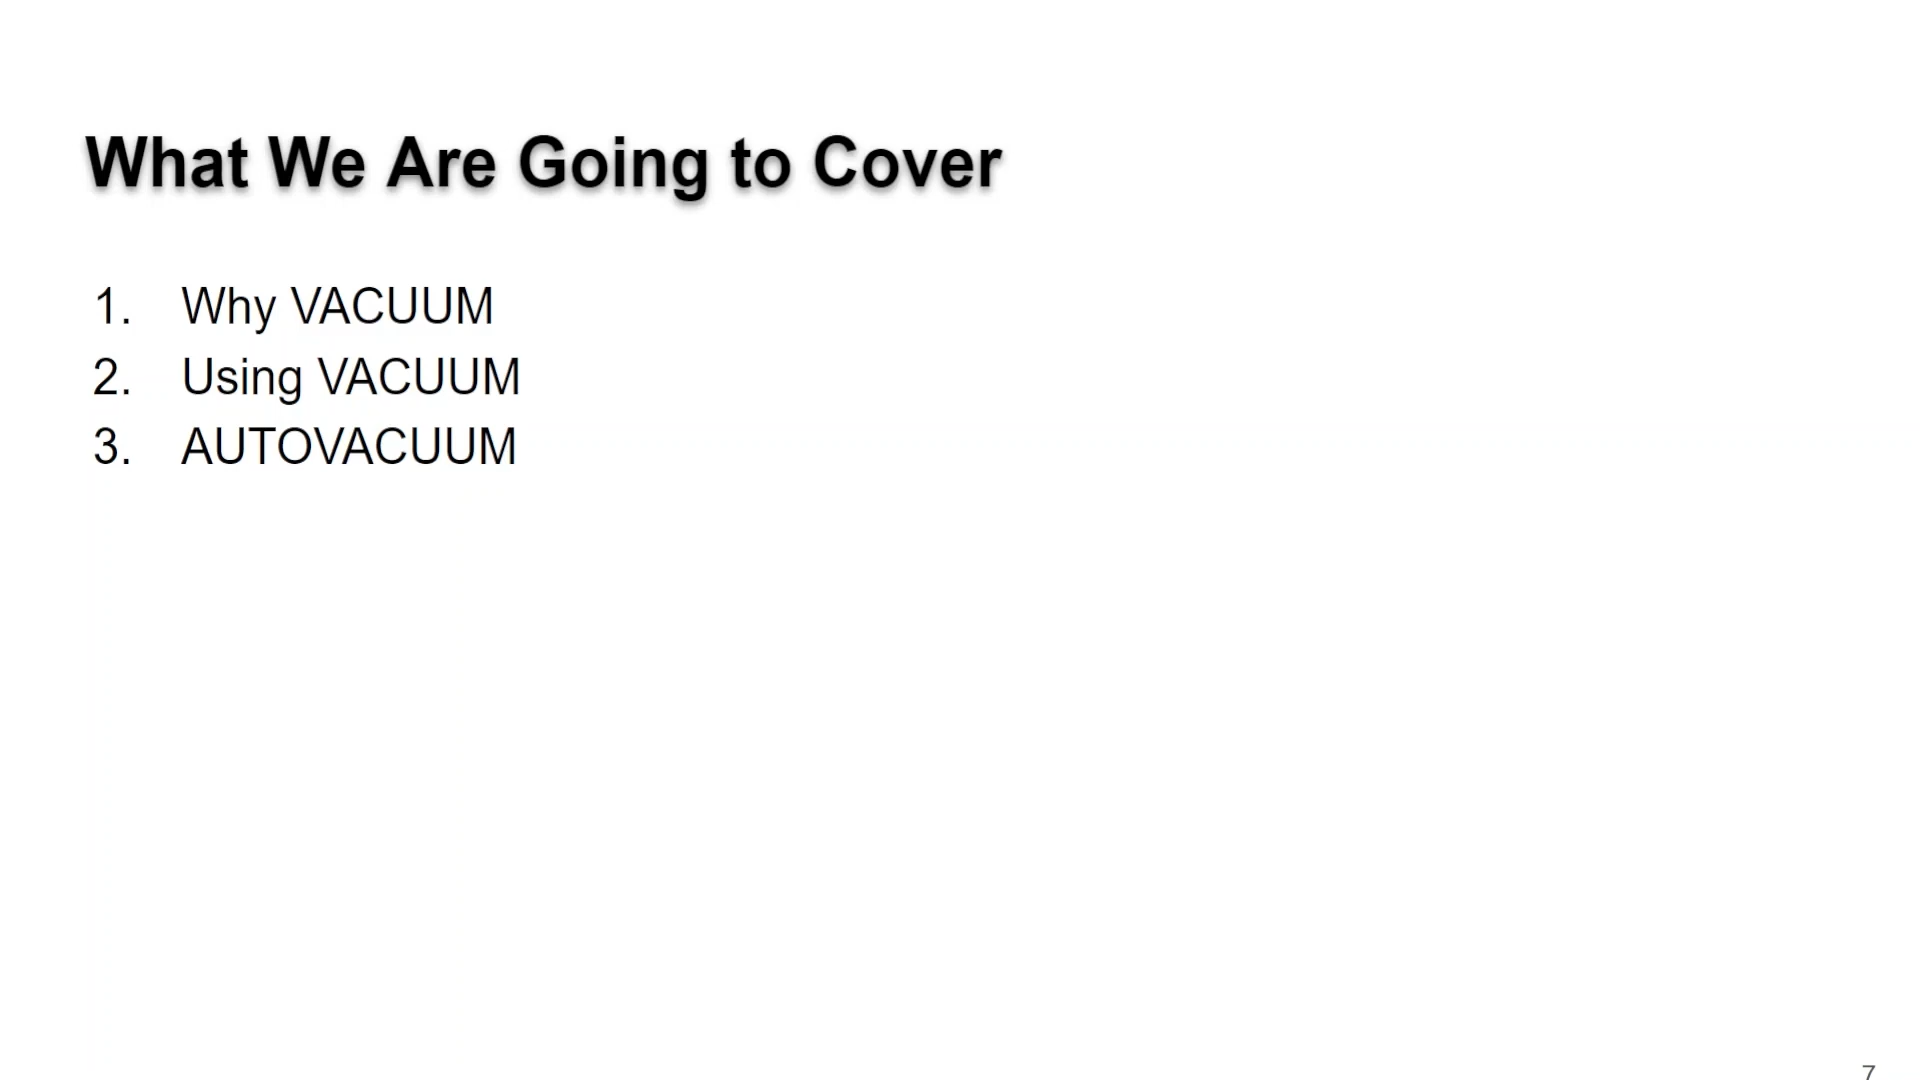 What We Are Going to Cover
1. Why VACUUM
2. Using VACUUM
3. AUTOVACUUM
7